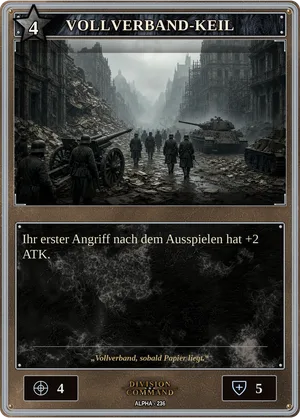 4
VOLLVERBAND-KEIL
Ihr erster Angriff nach dem Ausspielen hat +2
ATK.
„Vollverband, sobald Papier liegt.“
4
DIVISION
COMMAND
ALPHA · 236
5